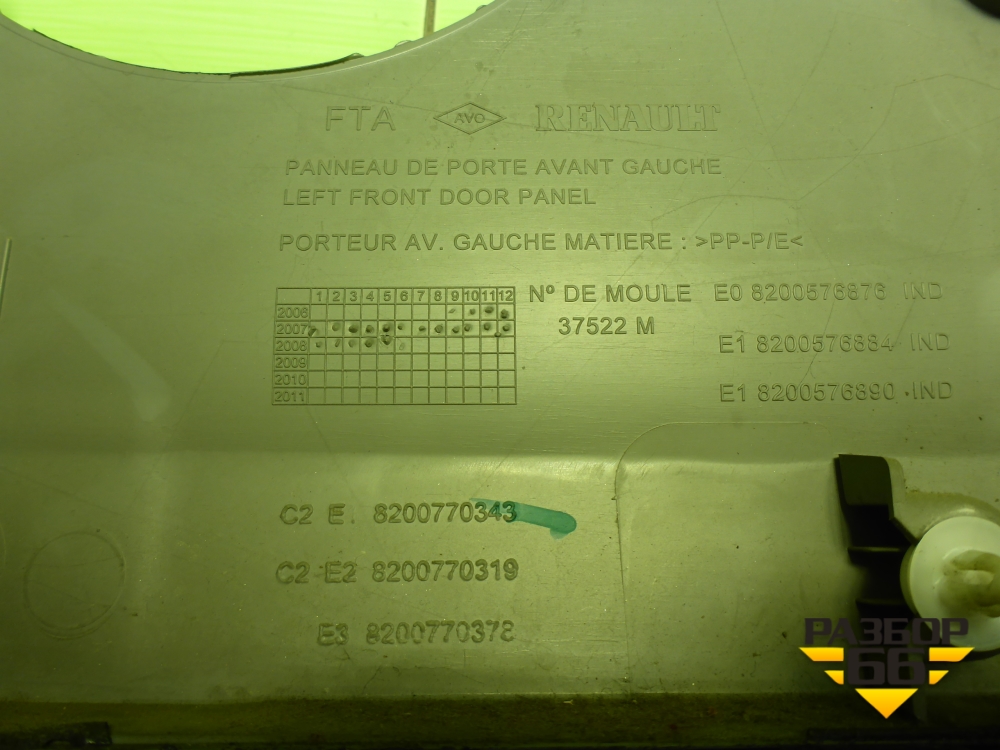 FTA AVO RENAULT
PANNEAU DE PORTE AVANT GAUCHE
LEFT FRONT DOOR PANEL
PORTEUR AV. GAUCHE MATIERE : >PP-P/E<
1 2 3 4 5 6 7 8 9 10 11 12
2006
2007
2008
2009
2010
2011
Nº DE MOULE
37522 M
E0 8200576876 IND
E1 8200576884 IND
E1 8200576890 IND
C2 E1 8200770343
C2 E2 8200770319
E3 8200770378
РАЗБОР
66